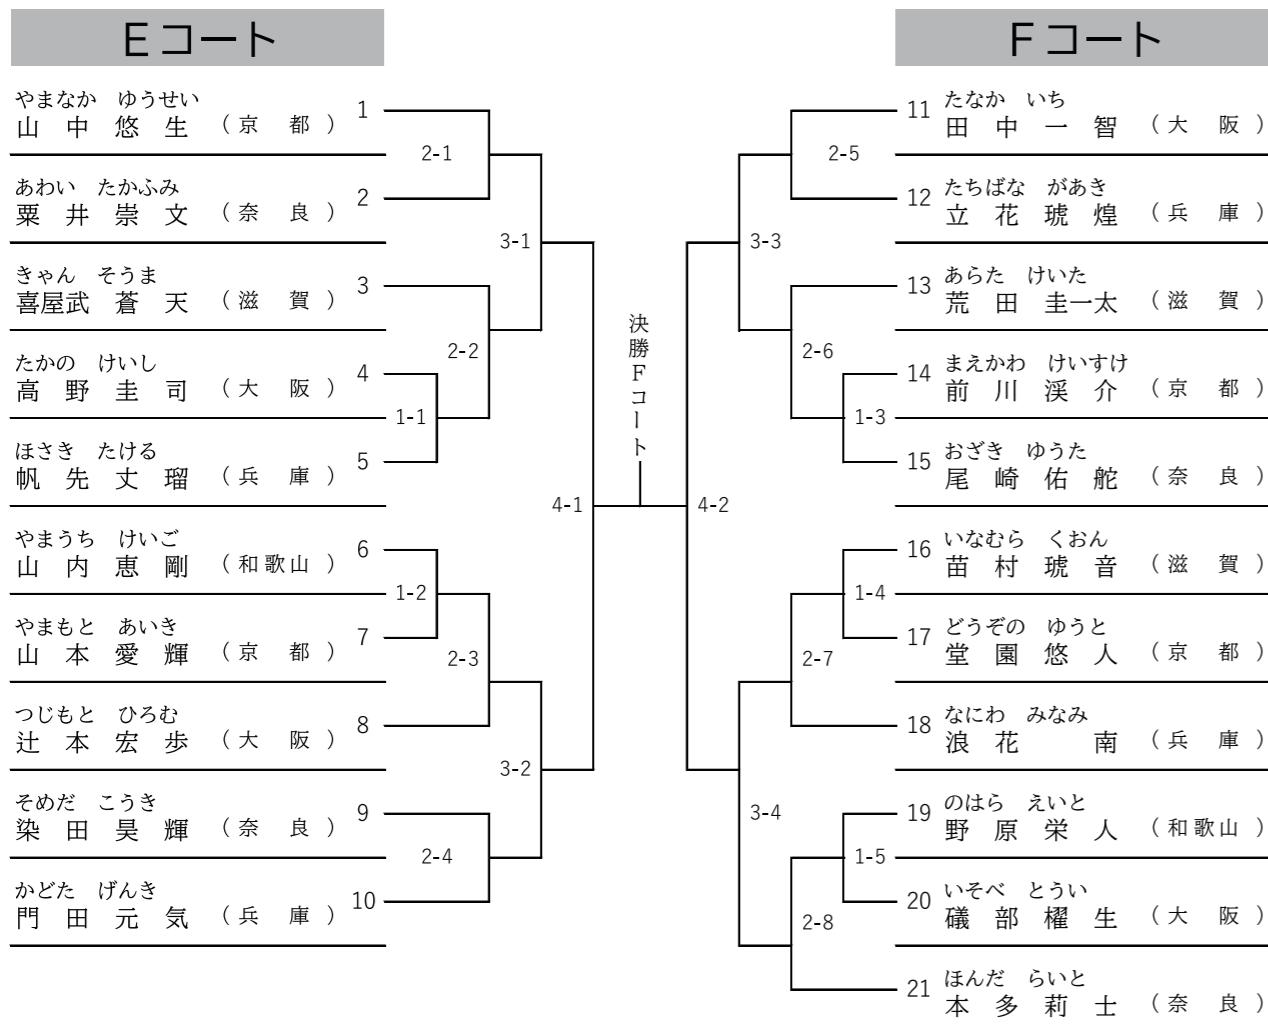 Eコート
やまなか ゆうせい
山中悠生 (京都) 1
2-1
あわい たかふみ
粟井崇文 (奈良) 2
3-1
きゃん そうま
喜屋武蒼天 (滋賀) 3
2-2
たかの けいし
高野圭司 (大阪) 4
1-1
ほさき たける
帆先丈瑠 (兵庫) 5
4-1
やまうち けいご
山内恵剛 (和歌山) 6
1-2
やまもと あいき
山本愛輝 (京都) 7
2-3
つじもと ひろむ
辻本宏歩 (大阪) 8
3-2
そめだ こうき
染田昊輝 (奈良) 9
2-4
かどた げんき
門田元気 (兵庫) 10
決勝Fコート
Fコート
たなか いち
11 田中一智 (大阪)
2-5
たちばな があき
12 立花琥煌 (兵庫)
3-3
あらた けいた
13 荒田圭一太 (滋賀)
2-6
まえかわ けいすけ
14 前川渓介 (京都)
1-3
おざき ゆうた
15 尾崎佑舵 (奈良)
4-2
いなむら くおん
16 苗村琥音 (滋賀)
1-4
どうぞの ゆうと
17 堂園悠人 (京都)
2-7
なにわ みなみ
18 浪花南 (兵庫)
3-4
のはら えいと
19 野原栄人 (和歌山)
1-5
いそべ とうい
20 礒部櫂生 (大阪)
2-8
ほんだ らいと
21 本多莉士 (奈良)